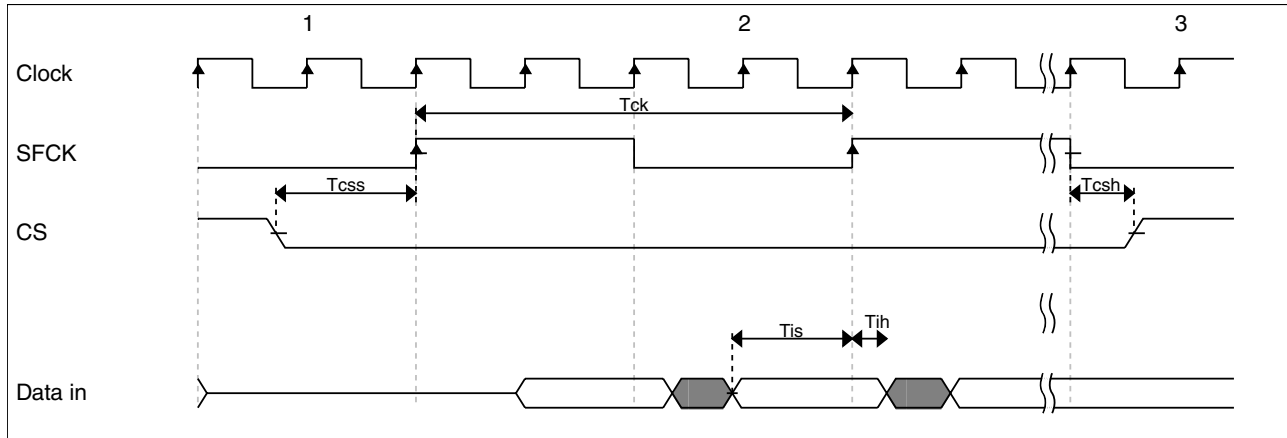 1 2 3
Clock
Tck
SFCK
Tcss Tcsh
CS
Tis Tih
Data in